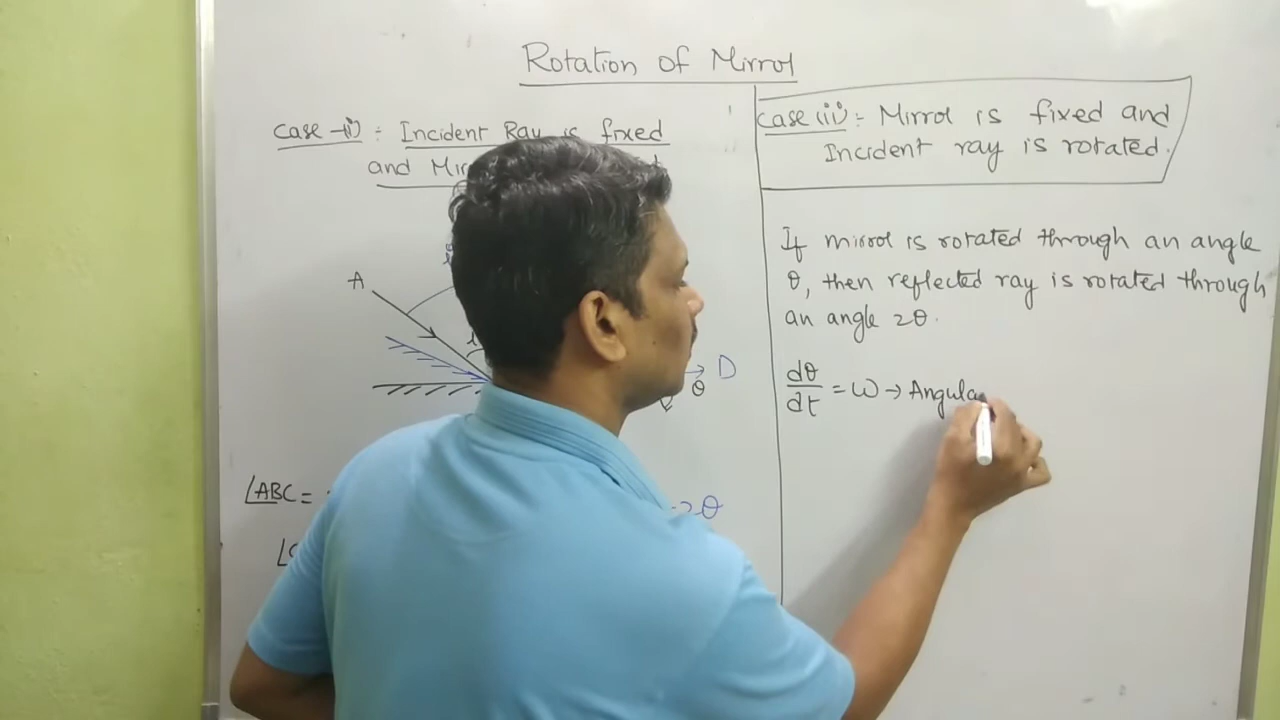 Rotation of Mirrol
Case -(i) : Incident Ray is fixed
and
A
D
θ
∠ABC =
2θ
Case (ii) :- Mirrol is fixed and
Incident ray is rotated.
If mirrol is rotated through an angle
θ, then reflected ray is rotated through
an angle 2θ.
dθ/dt = ω → Angula